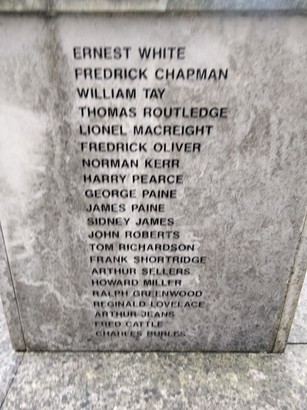 ERNEST WHITE
FREDRICK CHAPMAN
WILLIAM TAY
THOMAS ROUTLEDGE
LIONEL MACREIGHT
FREDRICK OLIVER
NORMAN KERR
HARRY PEARCE
GEORGE PAINE
JAMES PAINE
SIDNEY JAMES
JOHN ROBERTS
TOM RICHARDSON
FRANK SHORTRIDGE
ARTHUR SELLERS
HOWARD MILLER
RALPH GREENWOOD
REGINALD LOVELACE
ARTHUR JEANS
FRED CATTLE
CHARLES BURLES